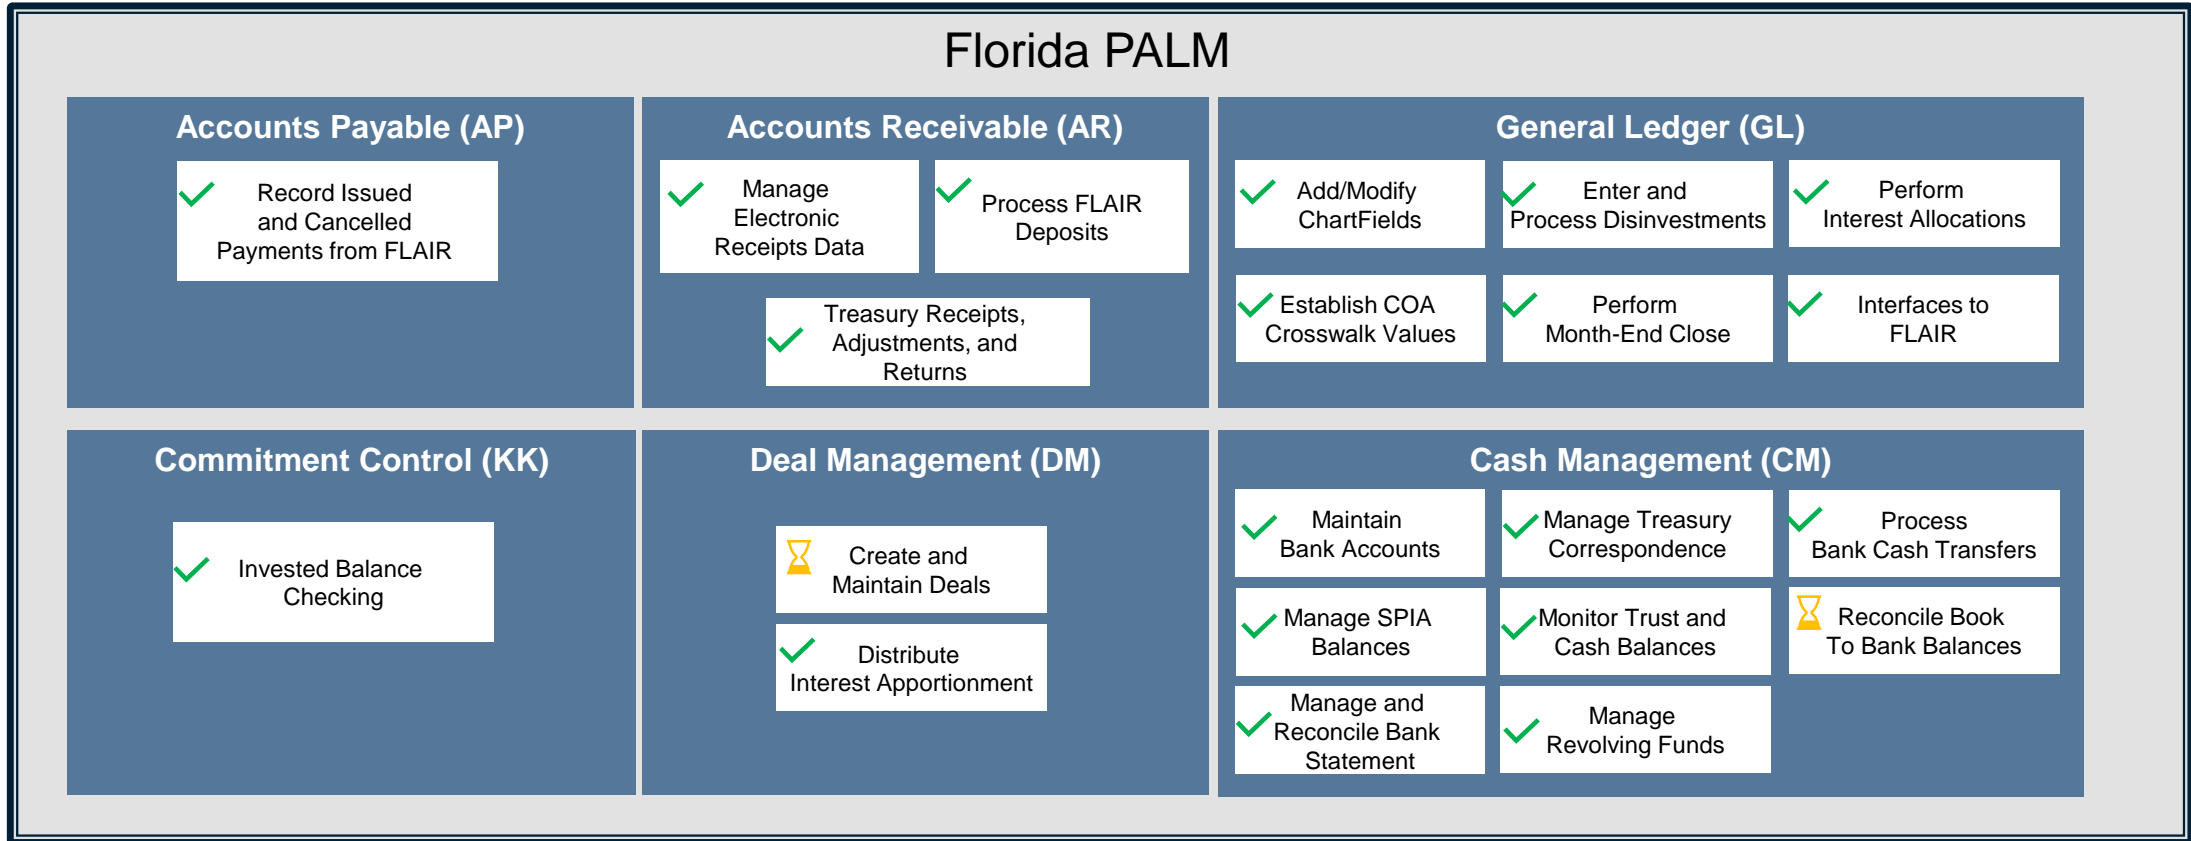 Florida PALM
Accounts Payable (AP)
Record Issued
and Cancelled
Payments from FLAIR
Accounts Receivable (AR)
Manage
Electronic
Receipts Data
Process FLAIR
Deposits
Treasury Receipts,
Adjustments, and
Returns
General Ledger (GL)
Add/Modify
ChartFields
Enter and
Process Disinvestments
Perform
Interest Allocations
Establish COA
Crosswalk Values
Perform
Month-End Close
Interfaces to
FLAIR
Commitment Control (KK)
Invested Balance
Checking
Deal Management (DM)
Create and
Maintain Deals
Distribute
Interest Apportionment
Cash Management (CM)
Maintain
Bank Accounts
Manage Treasury
Correspondence
Process
Bank Cash Transfers
Manage SPIA
Balances
Monitor Trust and
Cash Balances
Reconcile Book
To Bank Balances
Manage and
Reconcile Bank
Statement
Manage
Revolving Funds